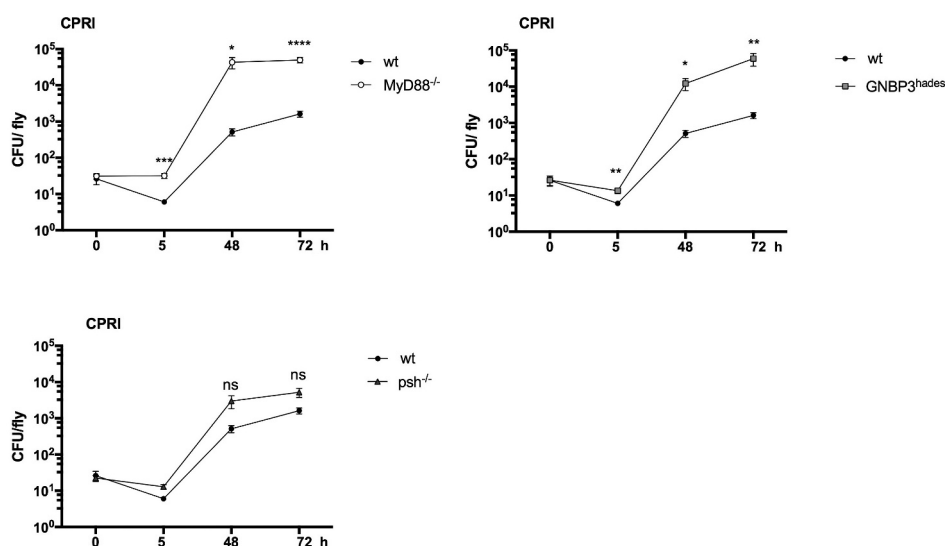 CPRI
10⁵
10⁴
10³
10²
10¹
10⁰
CFU/ fly
*** * ****
0 5 48 72 h
wt
MyD88⁻/⁻
CPRI
10⁵
10⁴
10³
10²
10¹
10⁰
CFU/ fly
** * **
0 5 48 72 h
wt
GNBP3ʰᵃᵈᵉˢ
CPRI
10⁵
10⁴
10³
10²
10¹
10⁰
CFU/fly
ns ns
0 5 48 72 h
wt
psh⁻/⁻